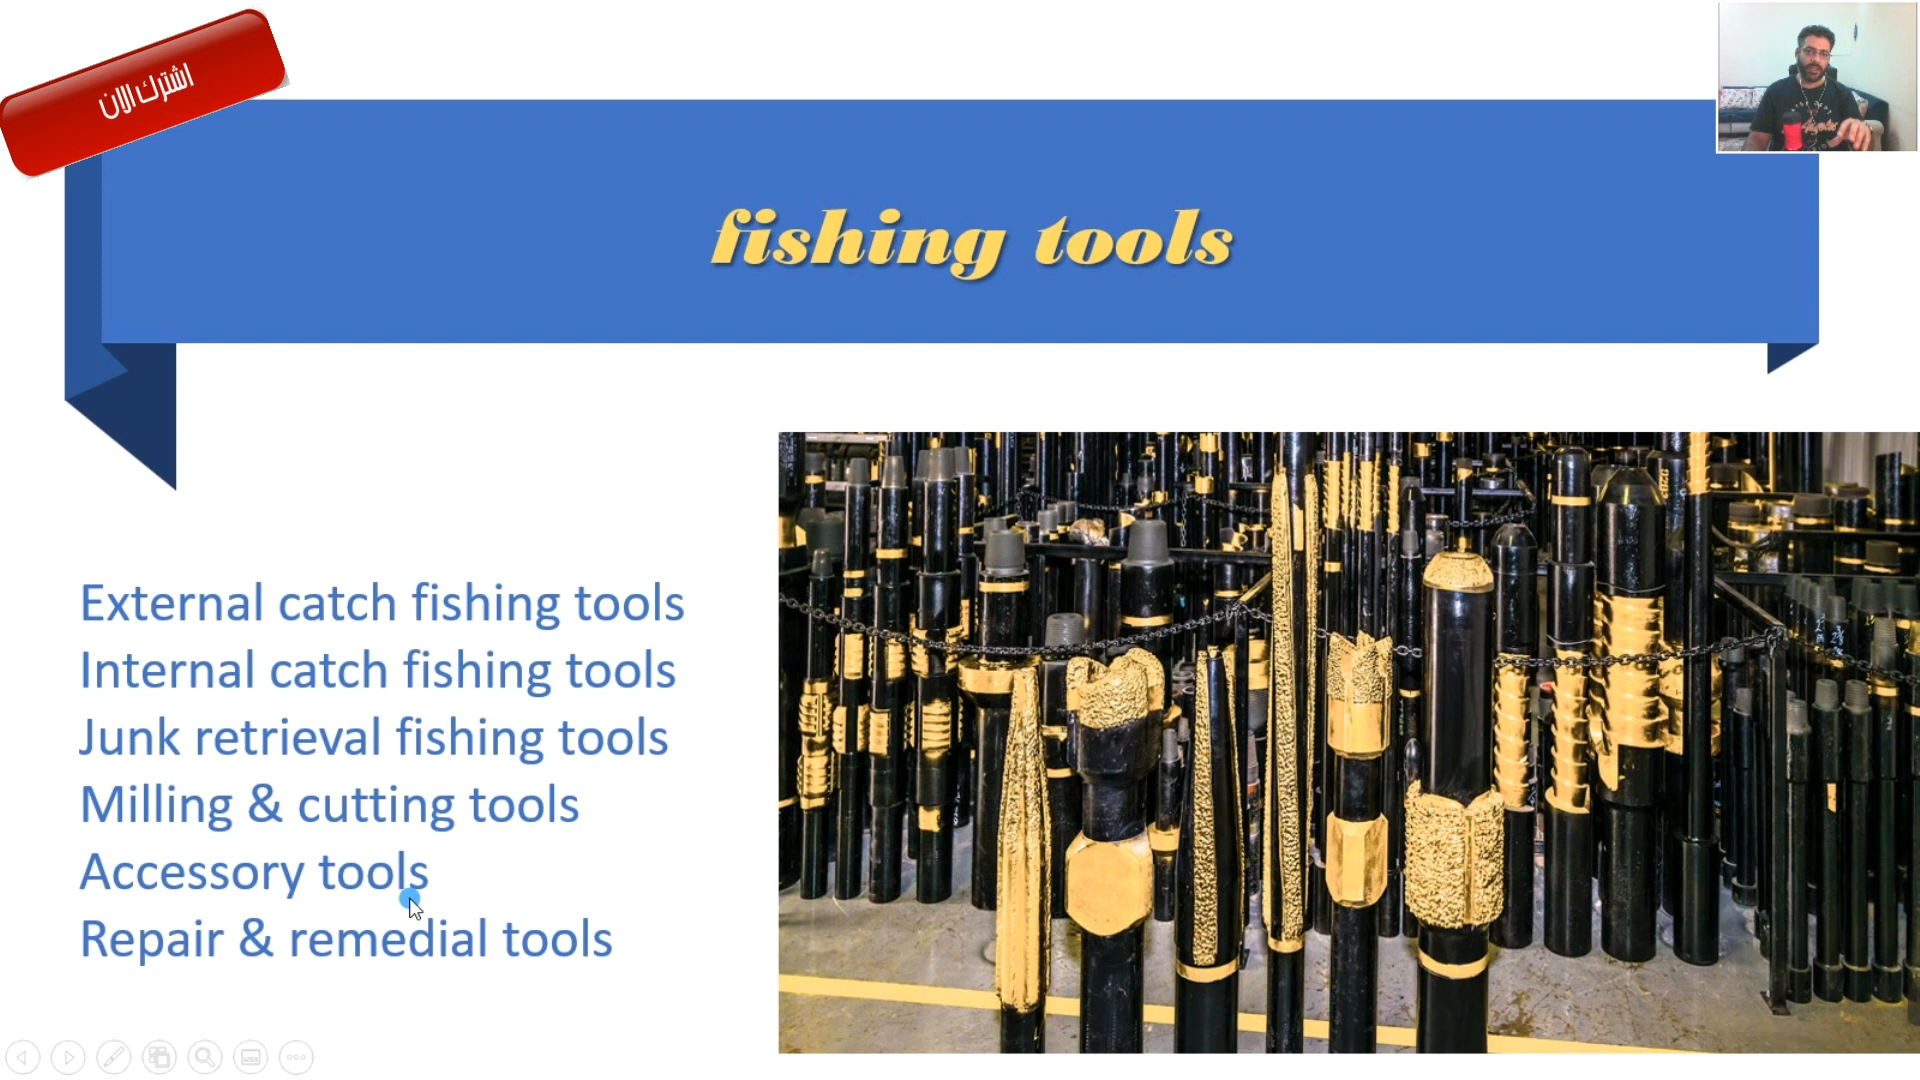 اشترك الان
fishing tools
External catch fishing tools
Internal catch fishing tools
Junk retrieval fishing tools
Milling & cutting tools
Accessory tools
Repair & remedial tools